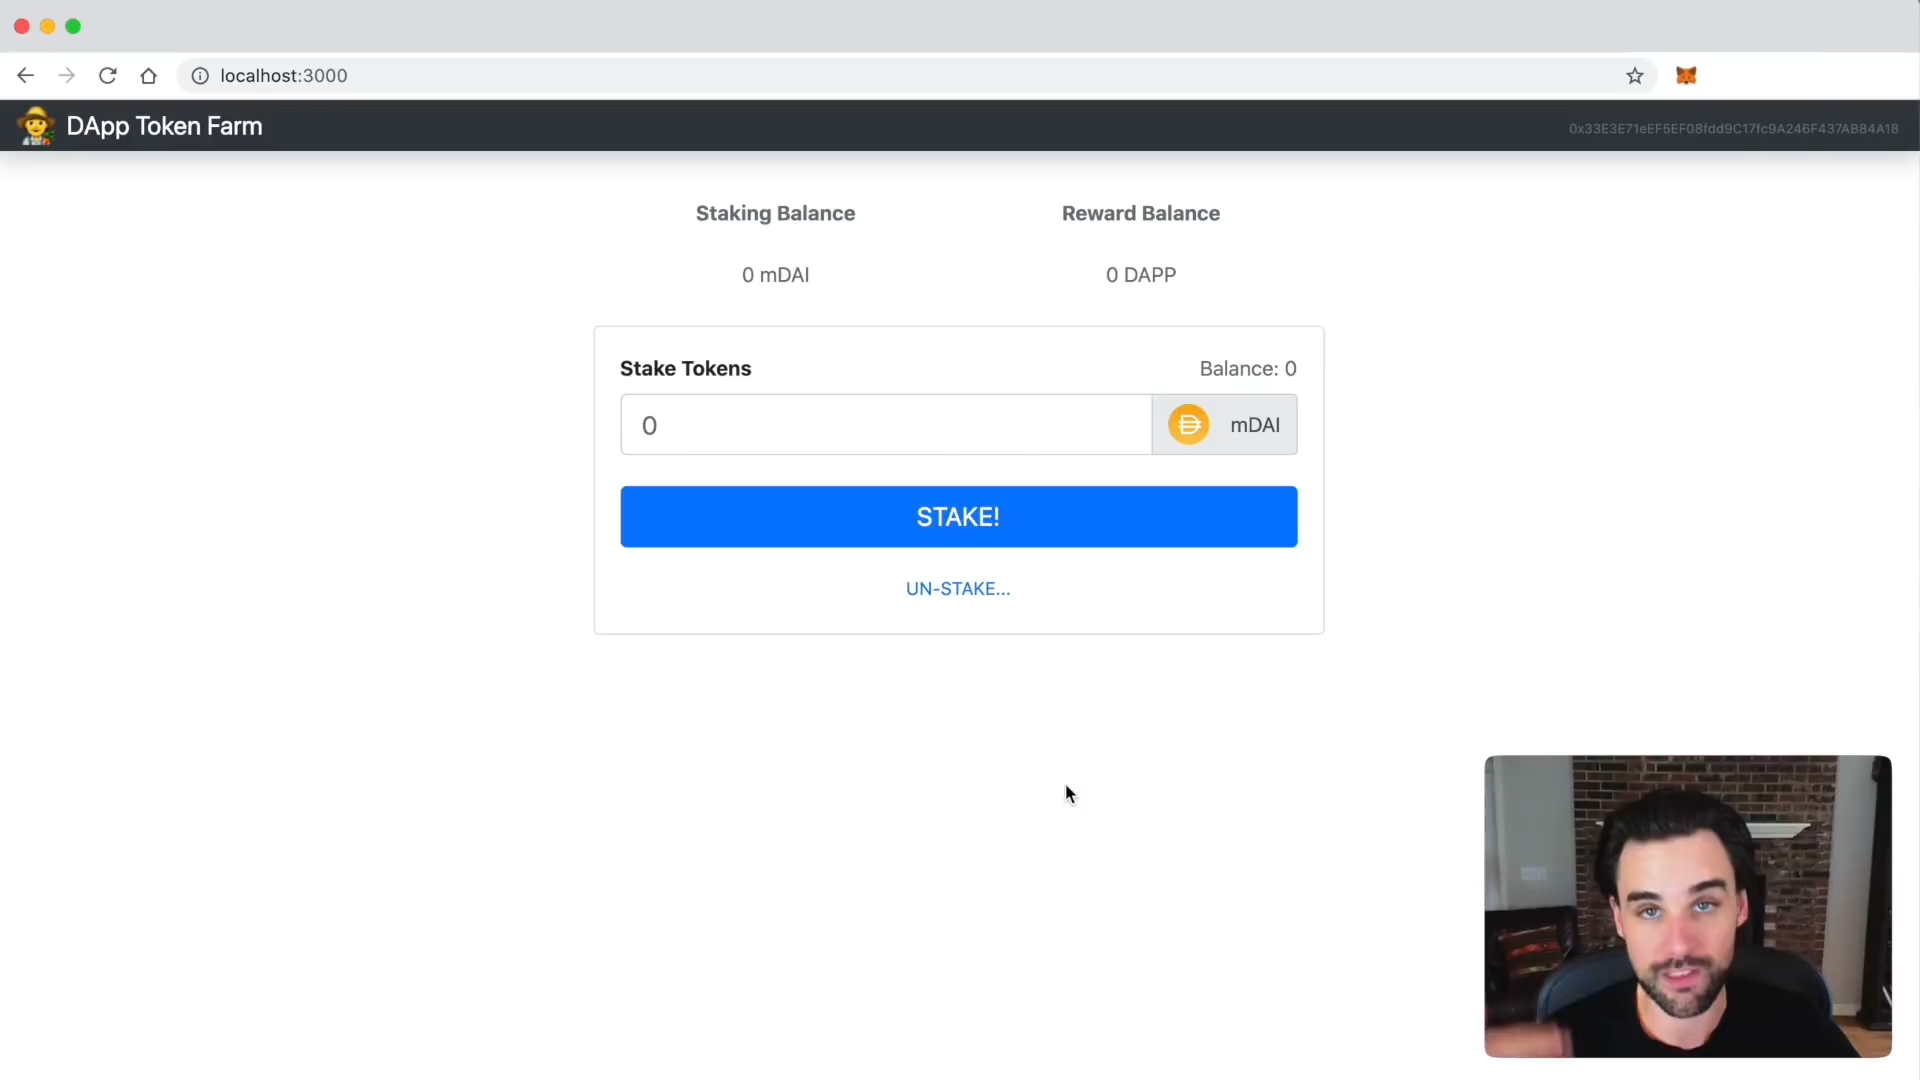 localhost:3000
DApp Token Farm
0x33E3E71eEF5EF08fdd9C17fc9A246F437AB84A18
Staking Balance
Reward Balance
0 mDAI
0 DAPP
Stake Tokens
Balance: 0
0
mDAI
STAKE!
UN-STAKE...